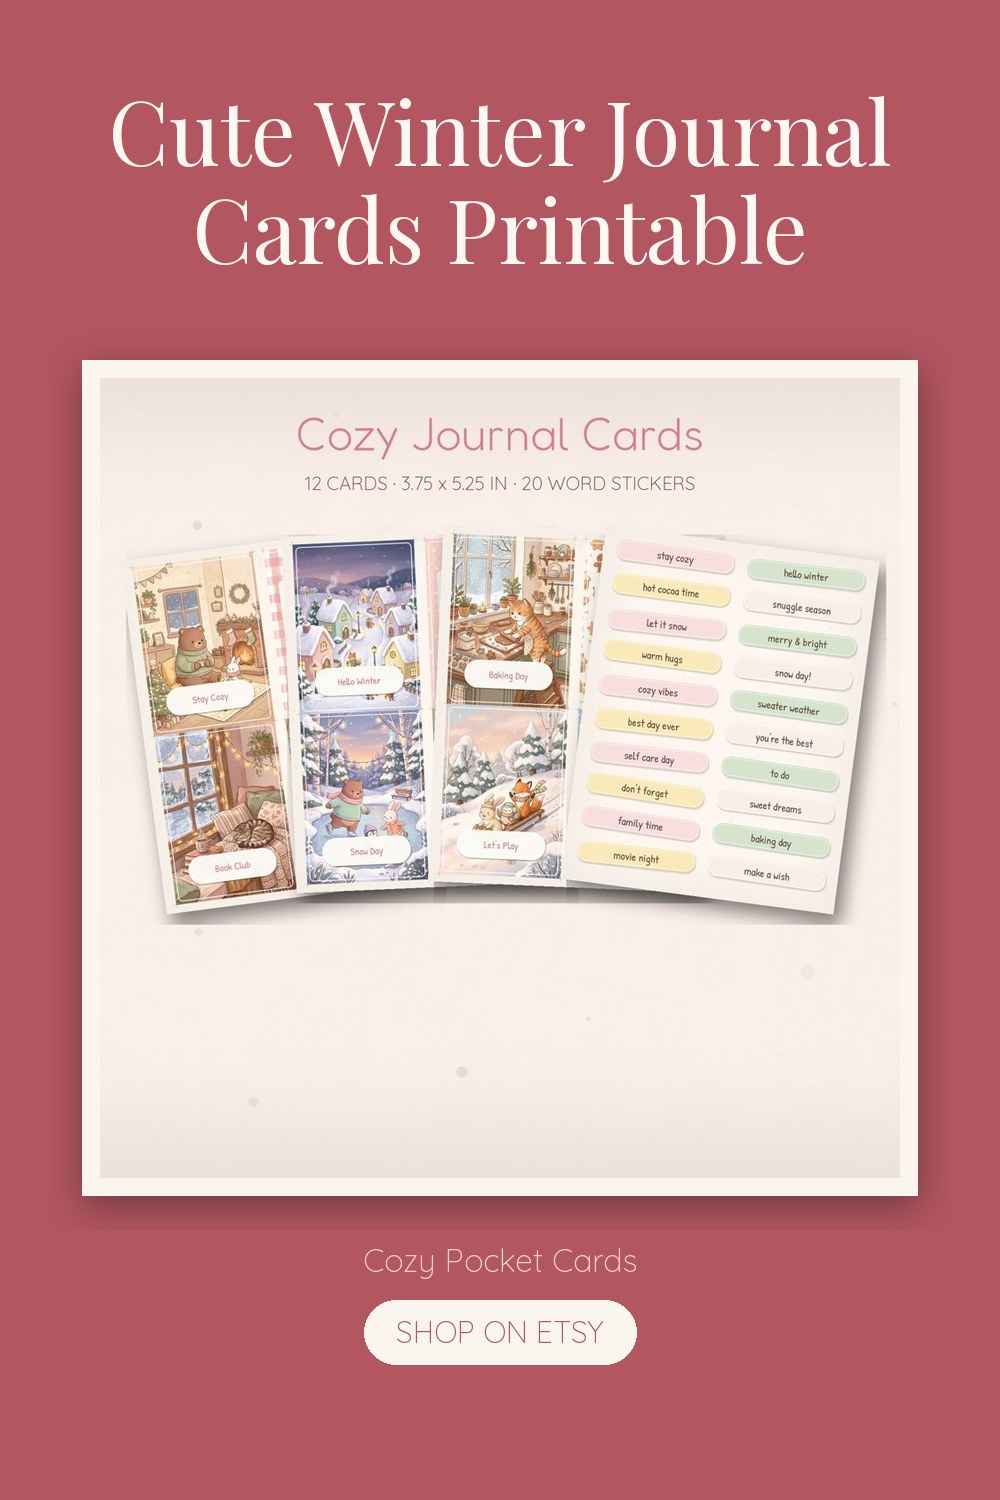 Cute Winter Journal
Cards Printable
Cozy Journal Cards
12 CARDS · 3.75 x 5.25 IN · 20 WORD STICKERS
Stay Cozy
Hello Winter
Baking Day
Book Club
Snow Day
Let's Play
stay cozy
hot cocoa time
let it snow
warm hugs
cozy vibes
best day ever
self care day
don't forget
family time
movie night
hello winter
snuggle season
merry & bright
snow day!
sweater weather
you're the best
to do
sweet dreams
baking day
make a wish
Cozy Pocket Cards
SHOP ON ETSY